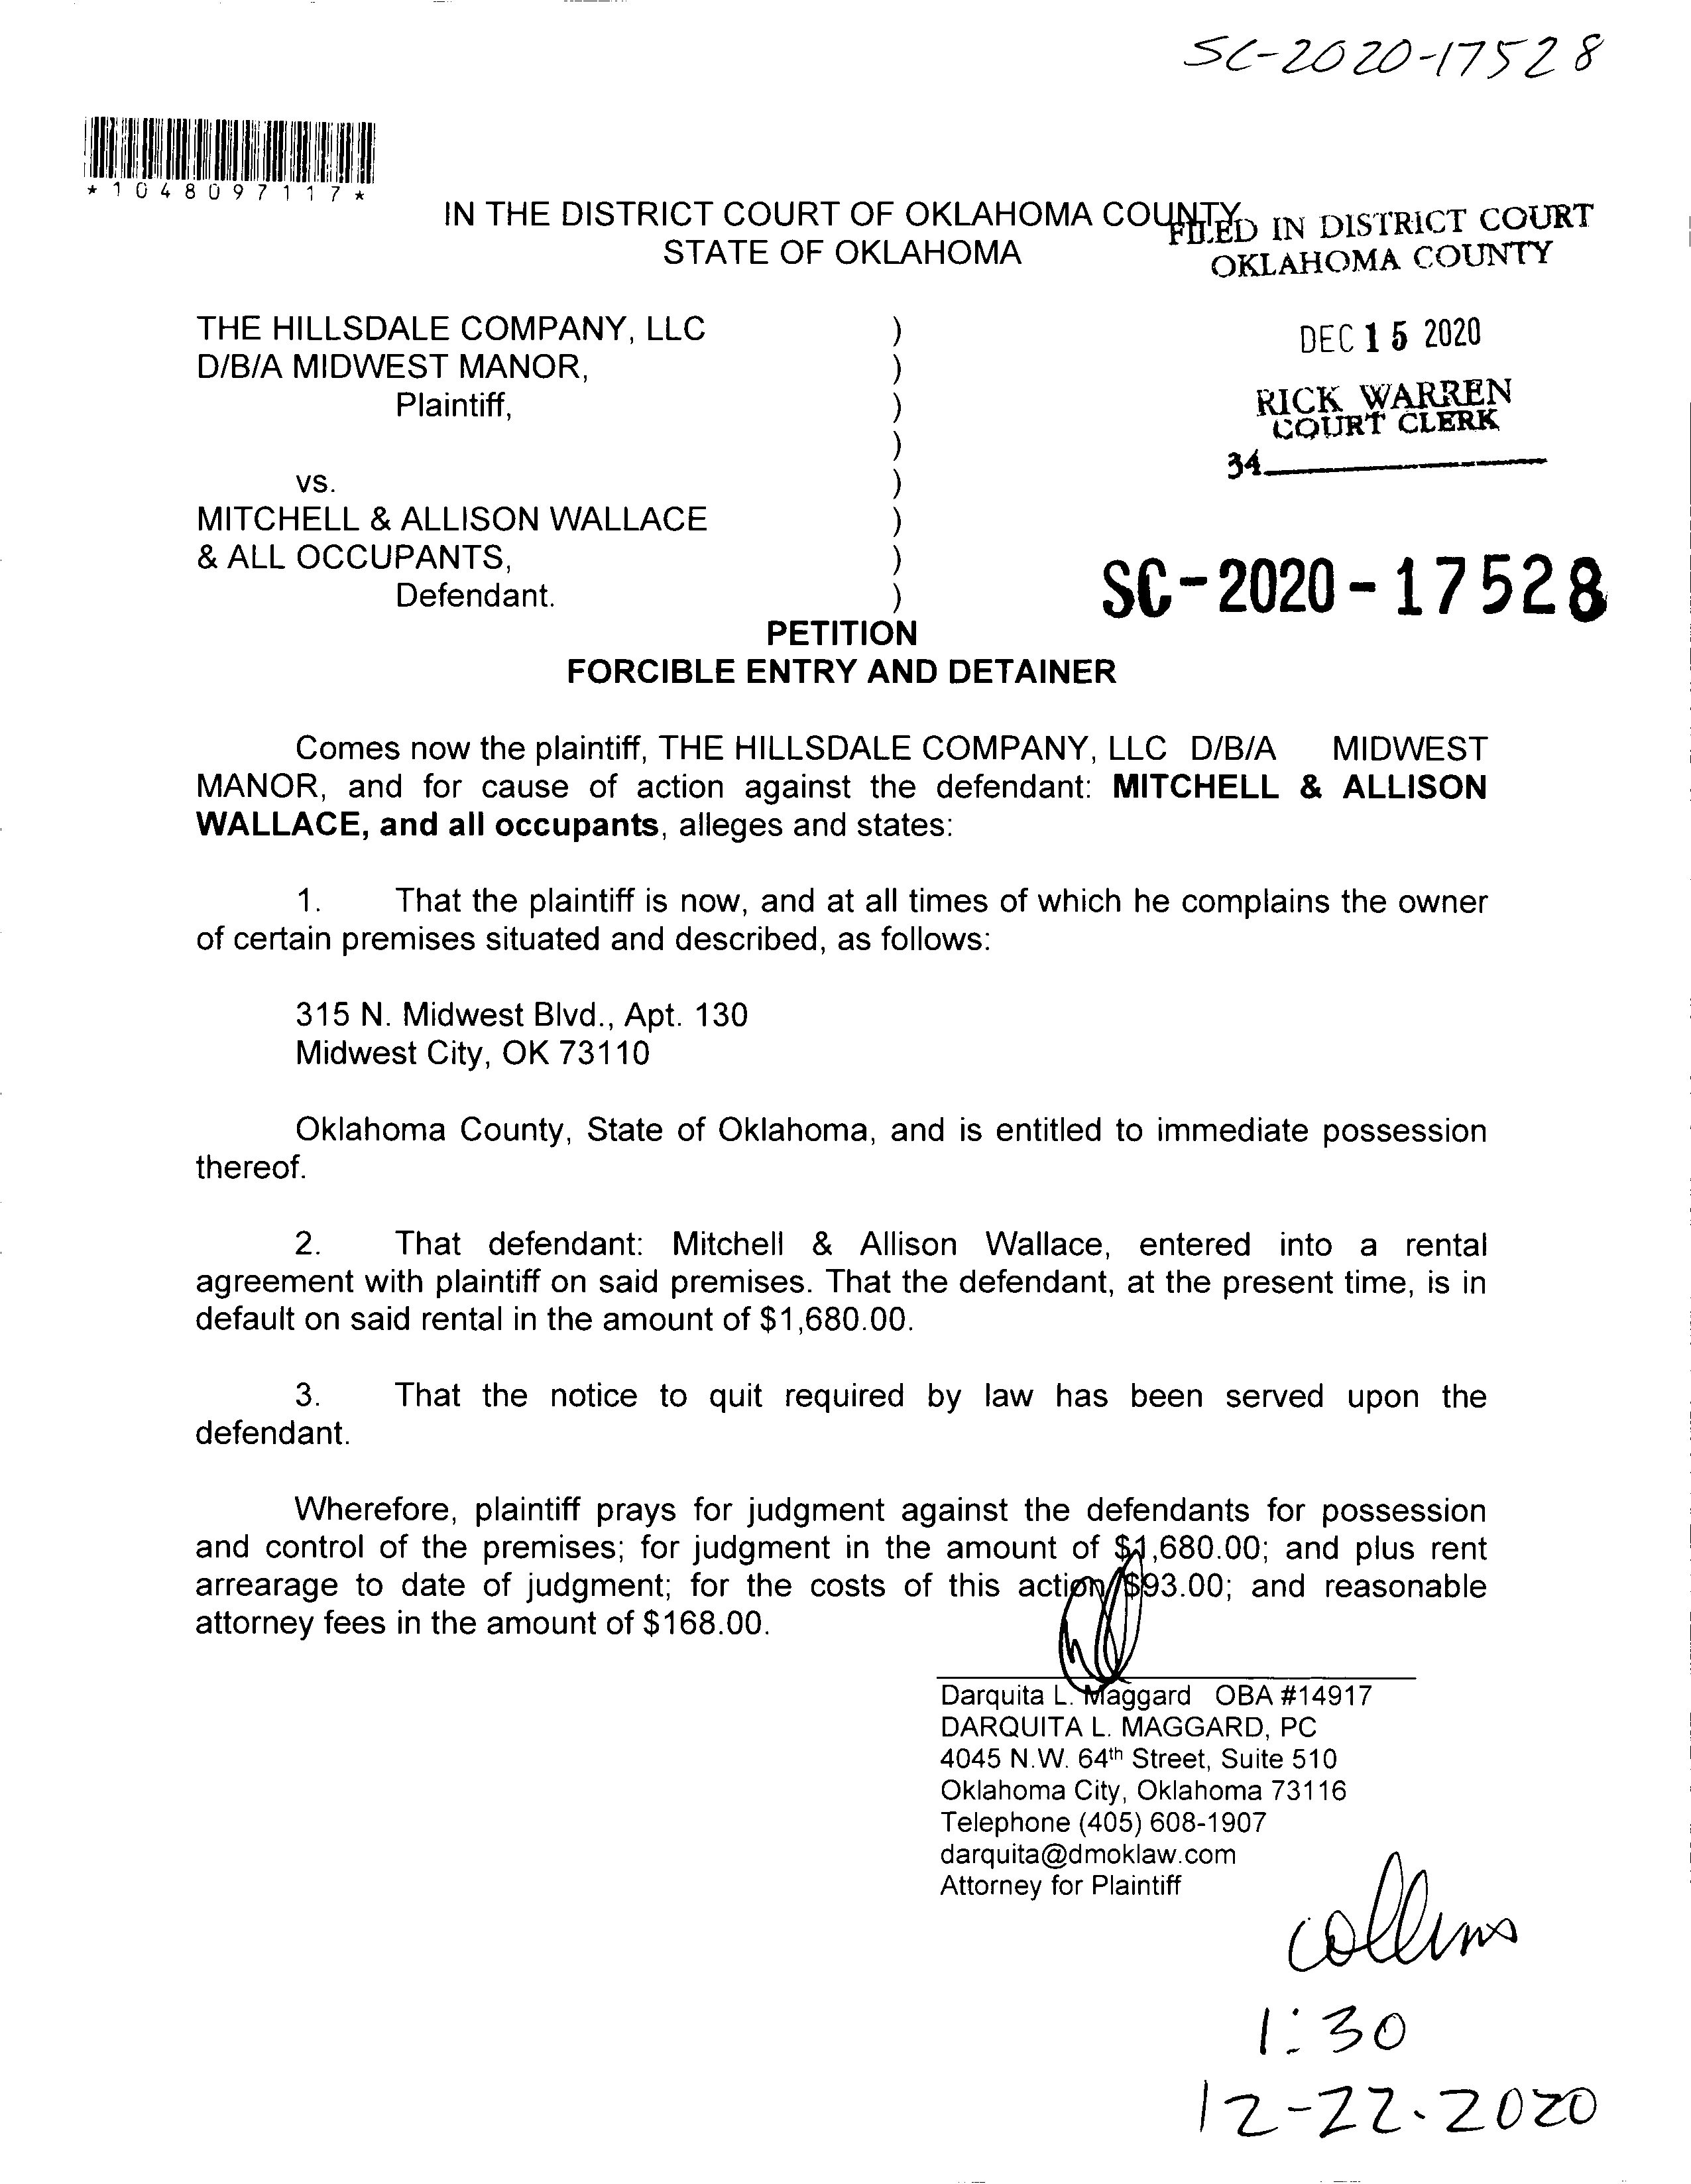 SC-2020-17528
*1048097117*
IN THE DISTRICT COURT OF OKLAHOMA COUNTY
STATE OF OKLAHOMA
FILED IN DISTRICT COURT
OKLAHOMA COUNTY
DEC 15 2020
RICK WARREN
COURT CLERK
34
THE HILLSDALE COMPANY, LLC )
D/B/A MIDWEST MANOR, )
Plaintiff, )
)
vs. )
MITCHELL & ALLISON WALLACE )
& ALL OCCUPANTS, )
Defendant. )
SC-2020-17528
PETITION
FORCIBLE ENTRY AND DETAINER
Comes now the plaintiff, THE HILLSDALE COMPANY, LLC D/B/A MIDWEST
MANOR, and for cause of action against the defendant: MITCHELL & ALLISON
WALLACE, and all occupants, alleges and states:
1. That the plaintiff is now, and at all times of which he complains the owner
of certain premises situated and described, as follows:
315 N. Midwest Blvd., Apt. 130
Midwest City, OK 73110
Oklahoma County, State of Oklahoma, and is entitled to immediate possession
thereof.
2. That defendant: Mitchell & Allison Wallace, entered into a rental
agreement with plaintiff on said premises. That the defendant, at the present time, is in
default on said rental in the amount of $1,680.00.
3. That the notice to quit required by law has been served upon the
defendant.
Wherefore, plaintiff prays for judgment against the defendants for possession
and control of the premises; for judgment in the amount of $1,680.00; and plus rent
arrearage to date of judgment; for the costs of this action $93.00; and reasonable
attorney fees in the amount of $168.00.
Darquita L. Maggard OBA #14917
DARQUITA L. MAGGARD, PC
4045 N.W. 64th Street, Suite 510
Oklahoma City, Oklahoma 73116
Telephone (405) 608-1907
darquita@dmoklaw.com
Attorney for Plaintiff
collins
1:30
12-22-2020